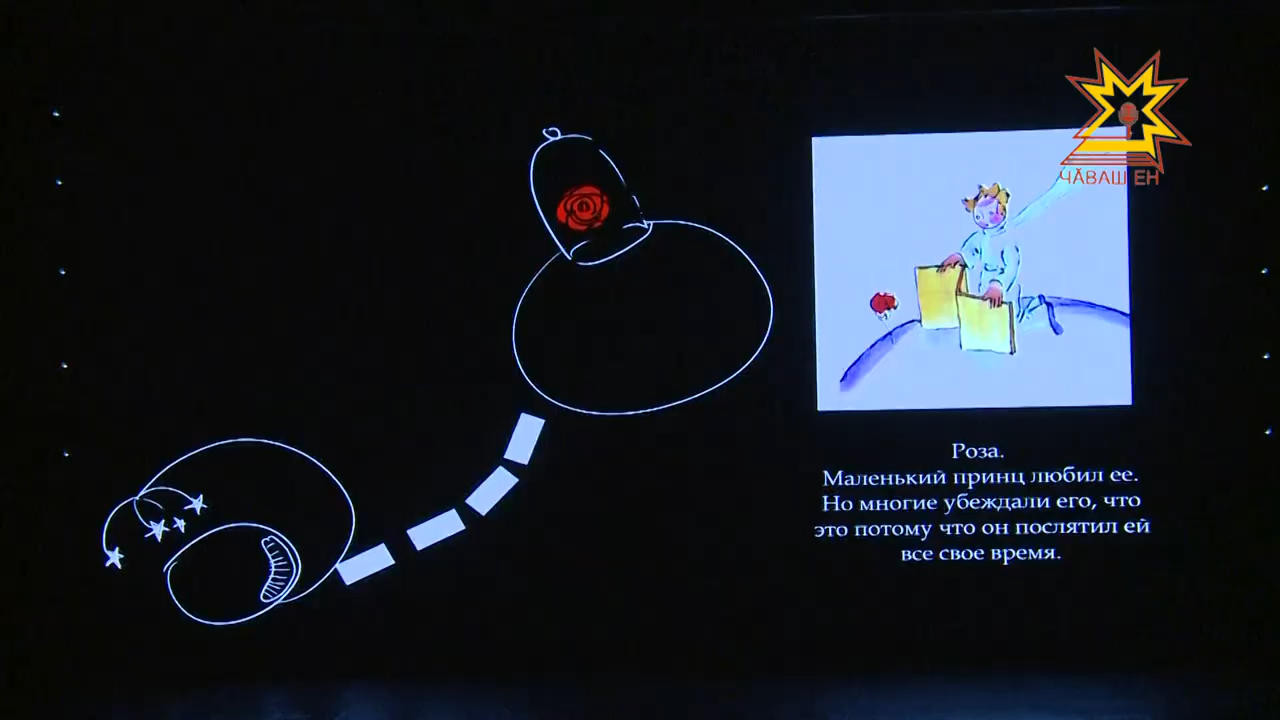 ЧӐВАШ ЕН
Роза.
Маленький принц любил ее.
Но многие убеждали его, что
это потому что он послятил ей
все свое время.